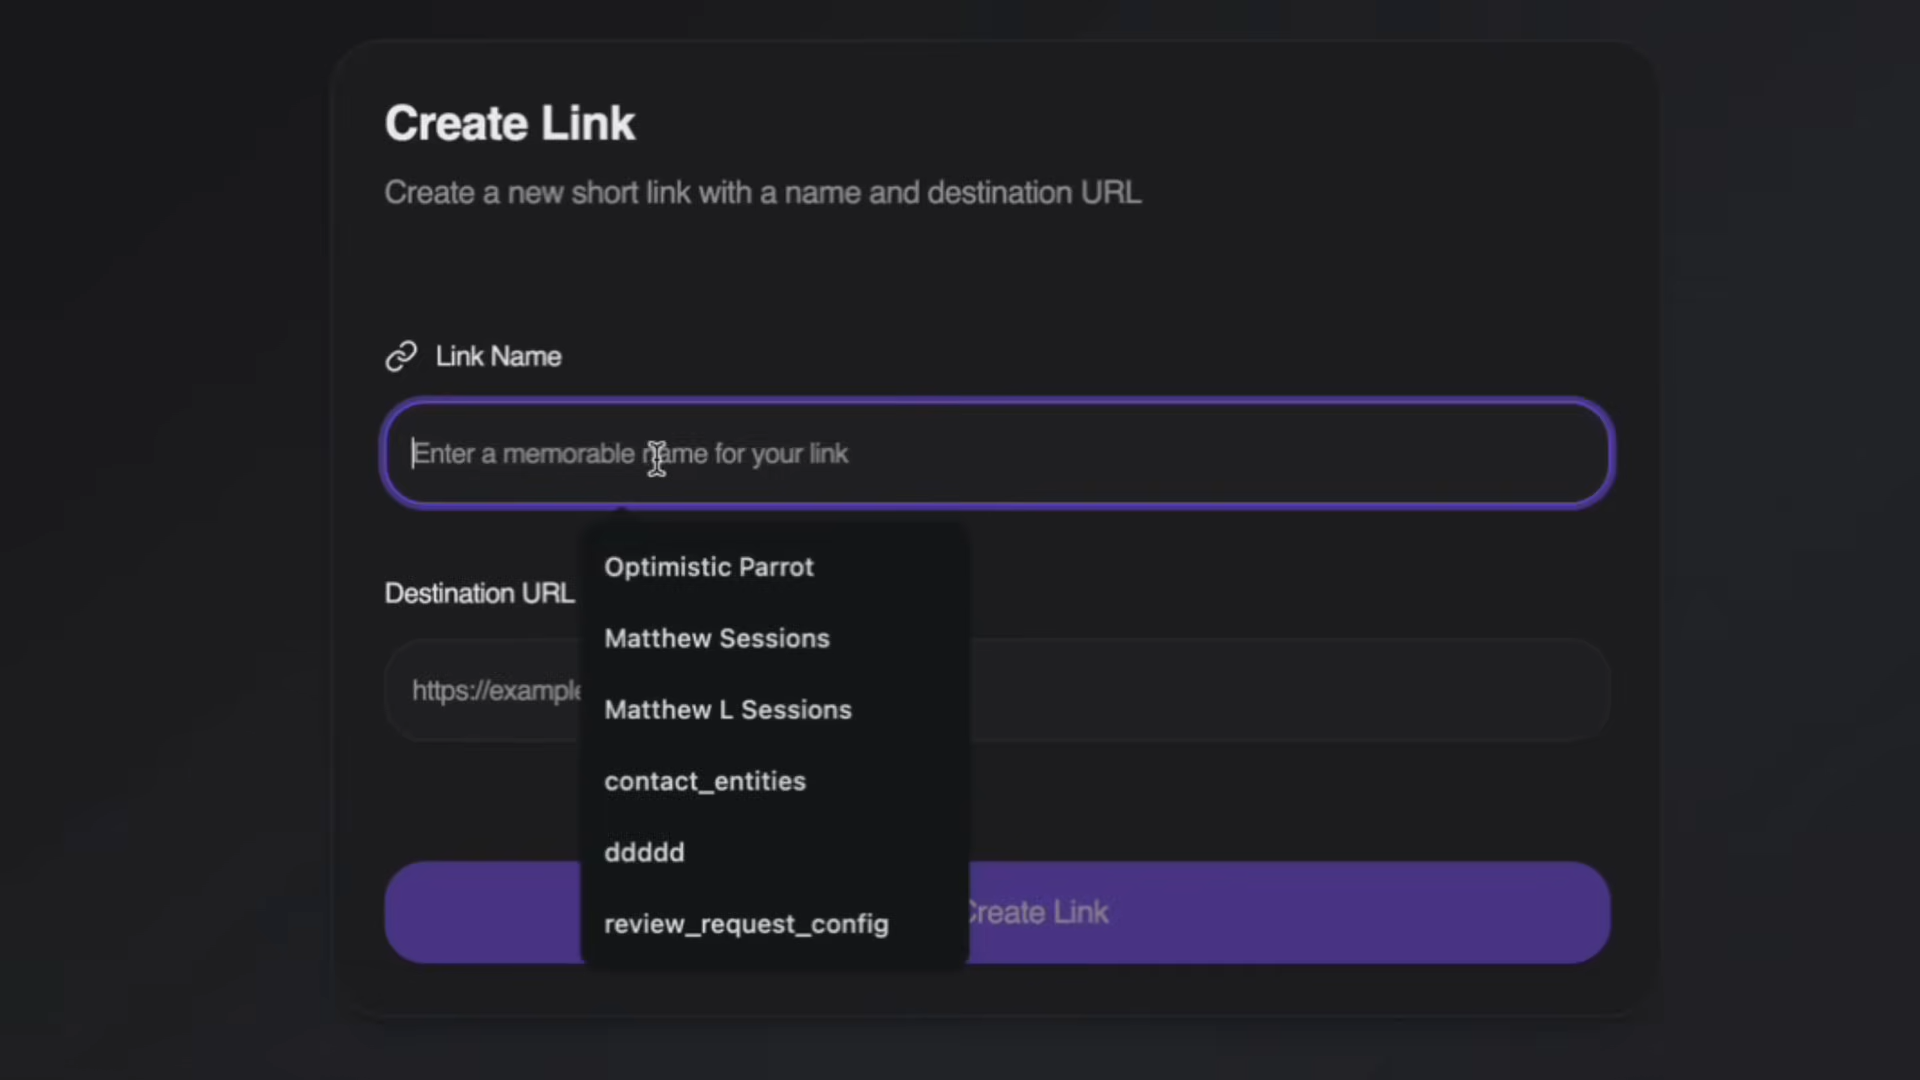 Create Link
Create a new short link with a name and destination URL
Link Name
Enter a memorable name for your link
Optimistic Parrot
Destination URL
Matthew Sessions
https://example
Matthew L Sessions
contact_entities
ddddd
Create Link
review_request_config